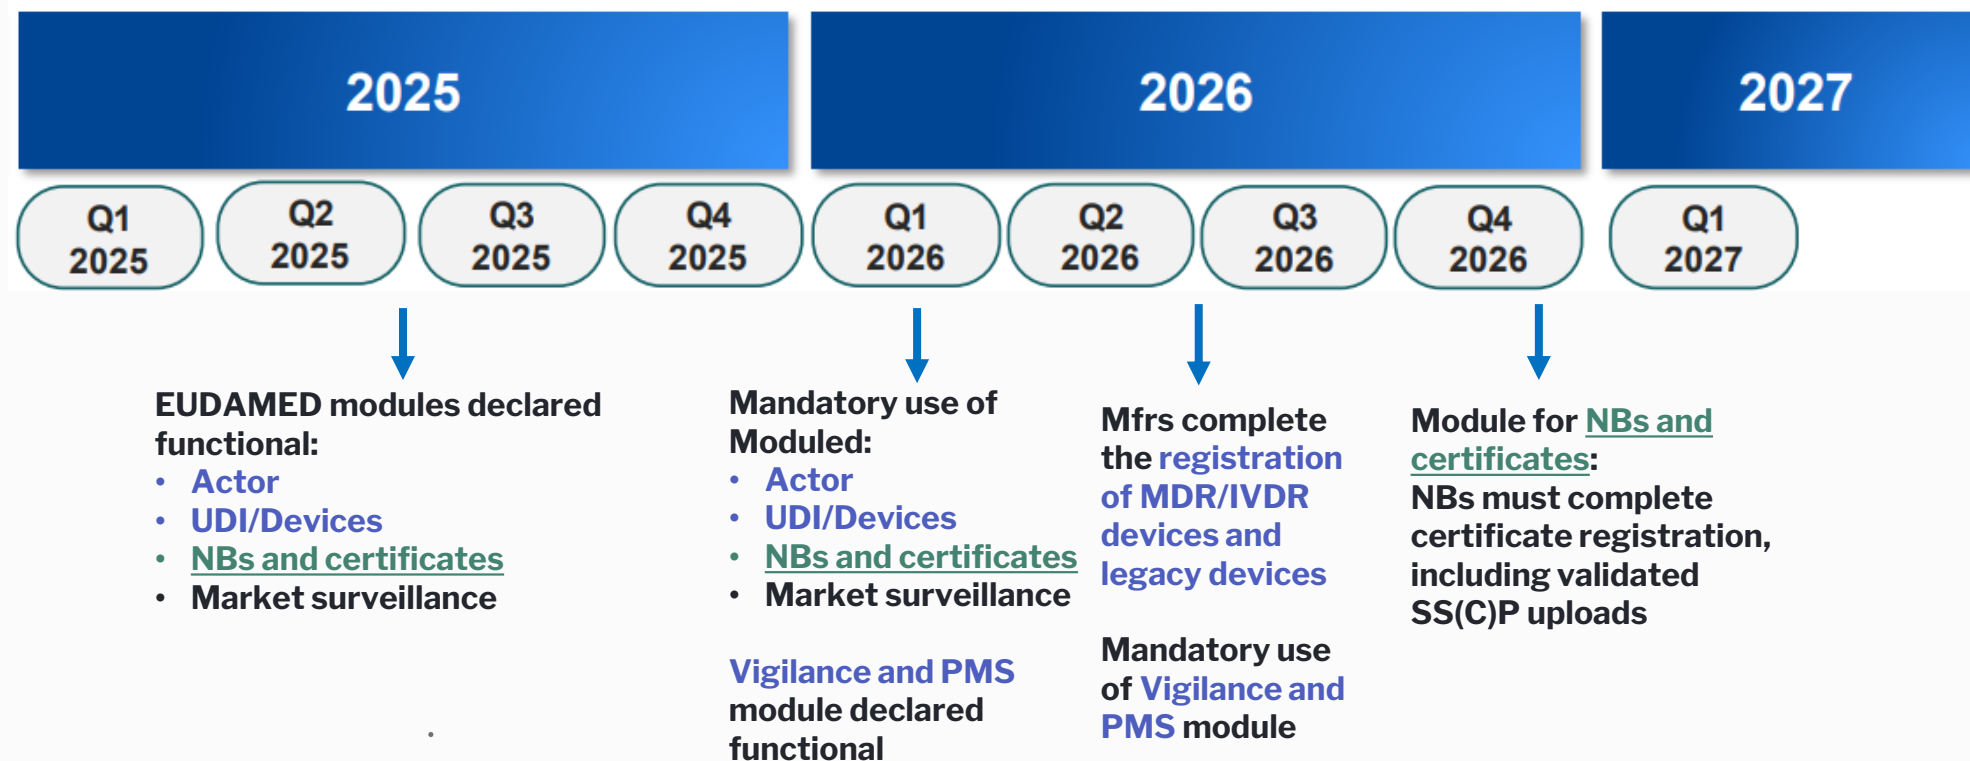 2025
2026
2027
Q1
2025
Q2
2025
Q3
2025
Q4
2025
Q1
2026
Q2
2026
Q3
2026
Q4
2026
Q1
2027
EUDAMED modules declared
functional:
• Actor
• UDI/Devices
• NBs and certificates
• Market surveillance
Mandatory use of
Moduled:
• Actor
• UDI/Devices
• NBs and certificates
• Market surveillance
Vigilance and PMS
module declared
functional
Mfrs complete
the registration
of MDR/IVDR
devices and
legacy devices
Mandatory use
of Vigilance and
PMS module
Module for NBs and
certificates:
NBs must complete
certificate registration,
including validated
SS(C)P uploads
.